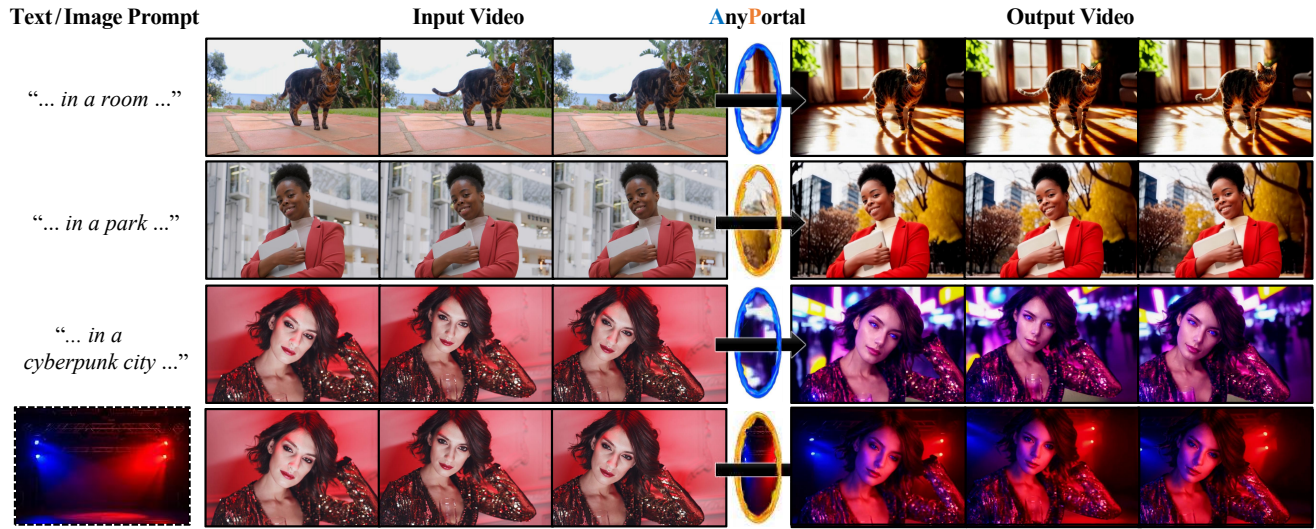 Text/Image Prompt Input Video AnyPortal Output Video
“... in a room ...”
“... in a park ...”
“... in a
cyberpunk city ...”